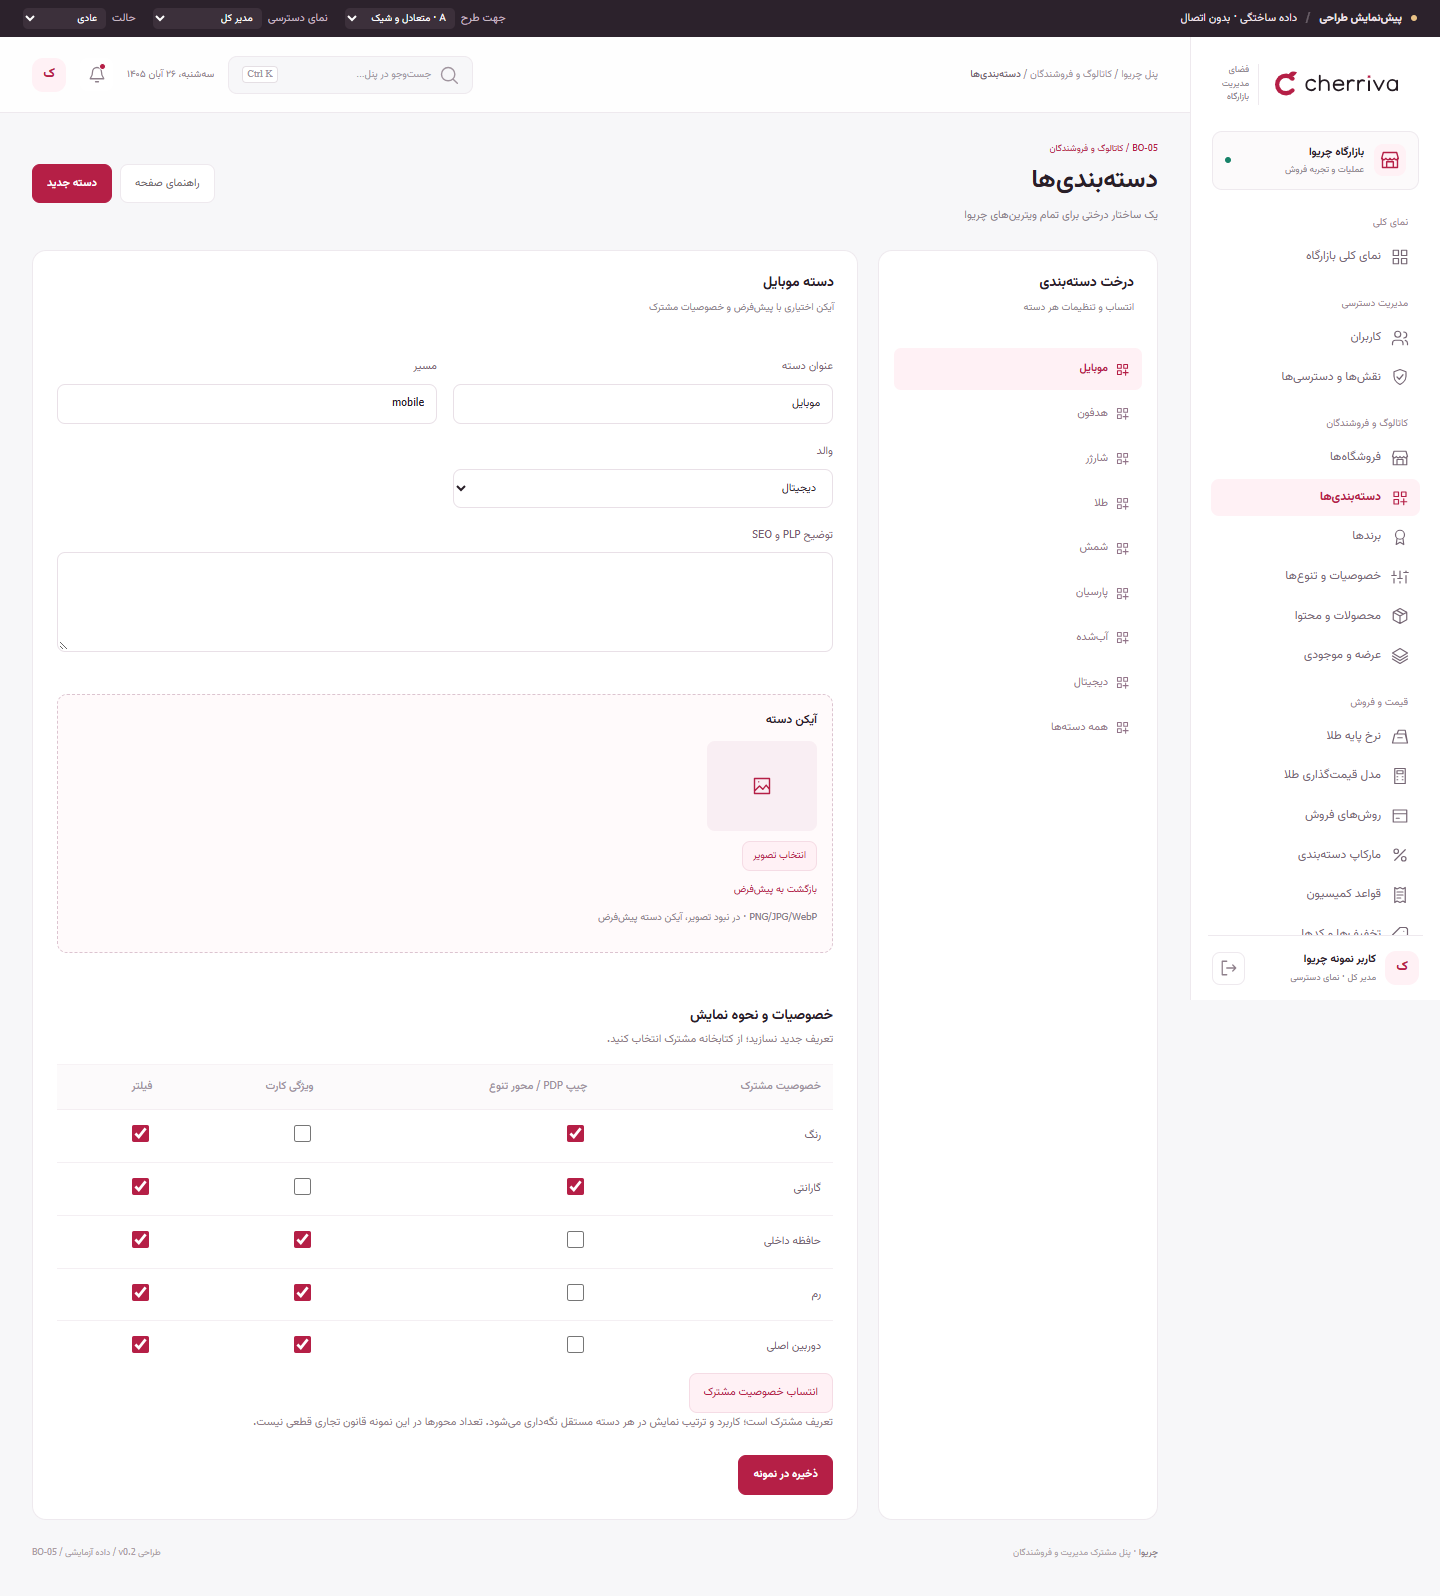 پیش‌نمایش طراحی / داده ساختگی · بدون اتصال
جهت طرح A · متعادل و شیک
نمای دسترسی مدیر کل
حالت عادی
cherriva
فضای
مدیریت
بازارگاه
بازارگاه چریوا
عملیات و تجربه فروش
نمای کلی
نمای کلی بازارگاه
مدیریت دسترسی
کاربران
نقش‌ها و دسترسی‌ها
کاتالوگ و فروشندگان
فروشگاه‌ها
دسته‌بندی‌ها
برندها
خصوصیات و تنوع‌ها
محصولات و محتوا
عرضه و موجودی
قیمت و فروش
نرخ پایه طلا
مدل قیمت‌گذاری طلا
روش‌های فروش
مارکاپ دسته‌بندی
قواعد کمیسیون
تخفیف‌ها و کدها
ک
کاربر نمونه چریوا
مدیر کل · نمای دسترسی
پنل چریوا / کاتالوگ و فروشندگان / دسته‌بندی‌ها
جست‌وجو در پنل...
Ctrl K
سه‌شنبه، ۲۶ آبان ۱۴۰۵
ک
BO-05 / کاتالوگ و فروشندگان
دسته‌بندی‌ها
یک ساختار درختی برای تمام ویترین‌های چریوا
راهنمای صفحه
دسته جدید
درخت دسته‌بندی
انتساب و تنظیمات هر دسته
موبایل
هدفون
شارژر
طلا
شمش
پارسیان
آب‌شده
دیجیتال
همه دسته‌ها
دسته موبایل
آیکن اختیاری با پیش‌فرض و خصوصیات مشترک
عنوان دسته
موبایل
مسیر
mobile
والد
دیجیتال
توضیح PLP و SEO
آیکن دسته
انتخاب تصویر
بازگشت به پیش‌فرض
PNG/JPG/WebP · در نبود تصویر، آیکن دسته پیش‌فرض
خصوصیات و نحوه نمایش
تعریف جدید نسازید؛ از کتابخانه مشترک انتخاب کنید.
خصوصیت مشترک چیپ PDP / محور تنوع ویژگی کارت فیلتر
رنگ
گارانتی
حافظه داخلی
رم
دوربین اصلی
انتساب خصوصیت مشترک
تعریف مشترک است؛ کاربرد و ترتیب نمایش در هر دسته مستقل نگه‌داری می‌شود. تعداد محورها در این نمونه قانون تجاری قطعی نیست.
ذخیره در نمونه
چریوا · پنل مشترک مدیریت و فروشندگان
طراحی v0.2 / داده آزمایشی / BO-05